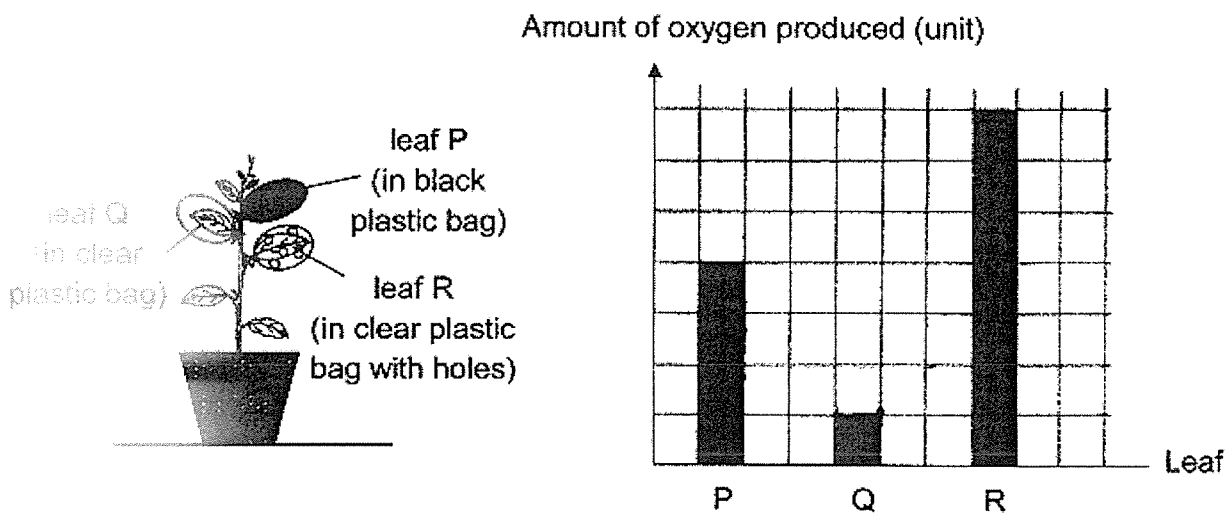 Amount of oxygen produced (unit)
leaf P
(in black
plastic bag)
leaf Q
(in clear
plastic bag)
leaf R
(in clear plastic
bag with holes)
P
Q
R
Leaf